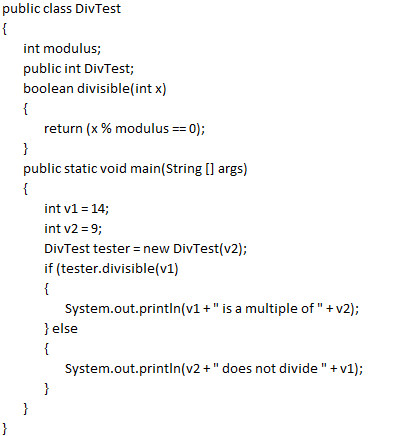 public class DivTest
{
int modulus;
public int DivTest;
boolean divisible(int x)
{
return (x % modulus == 0);
}
public static void main(String [] args)
{
int v1 = 14;
int v2 = 9;
DivTest tester = new DivTest(v2);
if (tester.divisible(v1)
{
System.out.println(v1 + " is a multiple of " + v2);
} else
{
System.out.println(v2 + " does not divide " + v1);
}
}
}